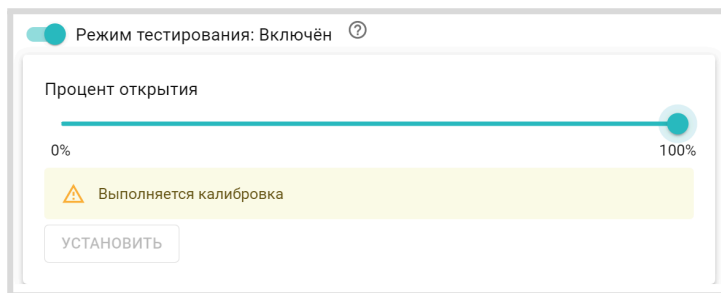 Режим тестирования: Включён
Процент открытия
0% 100%
Выполняется калибровка
УСТАНОВИТЬ